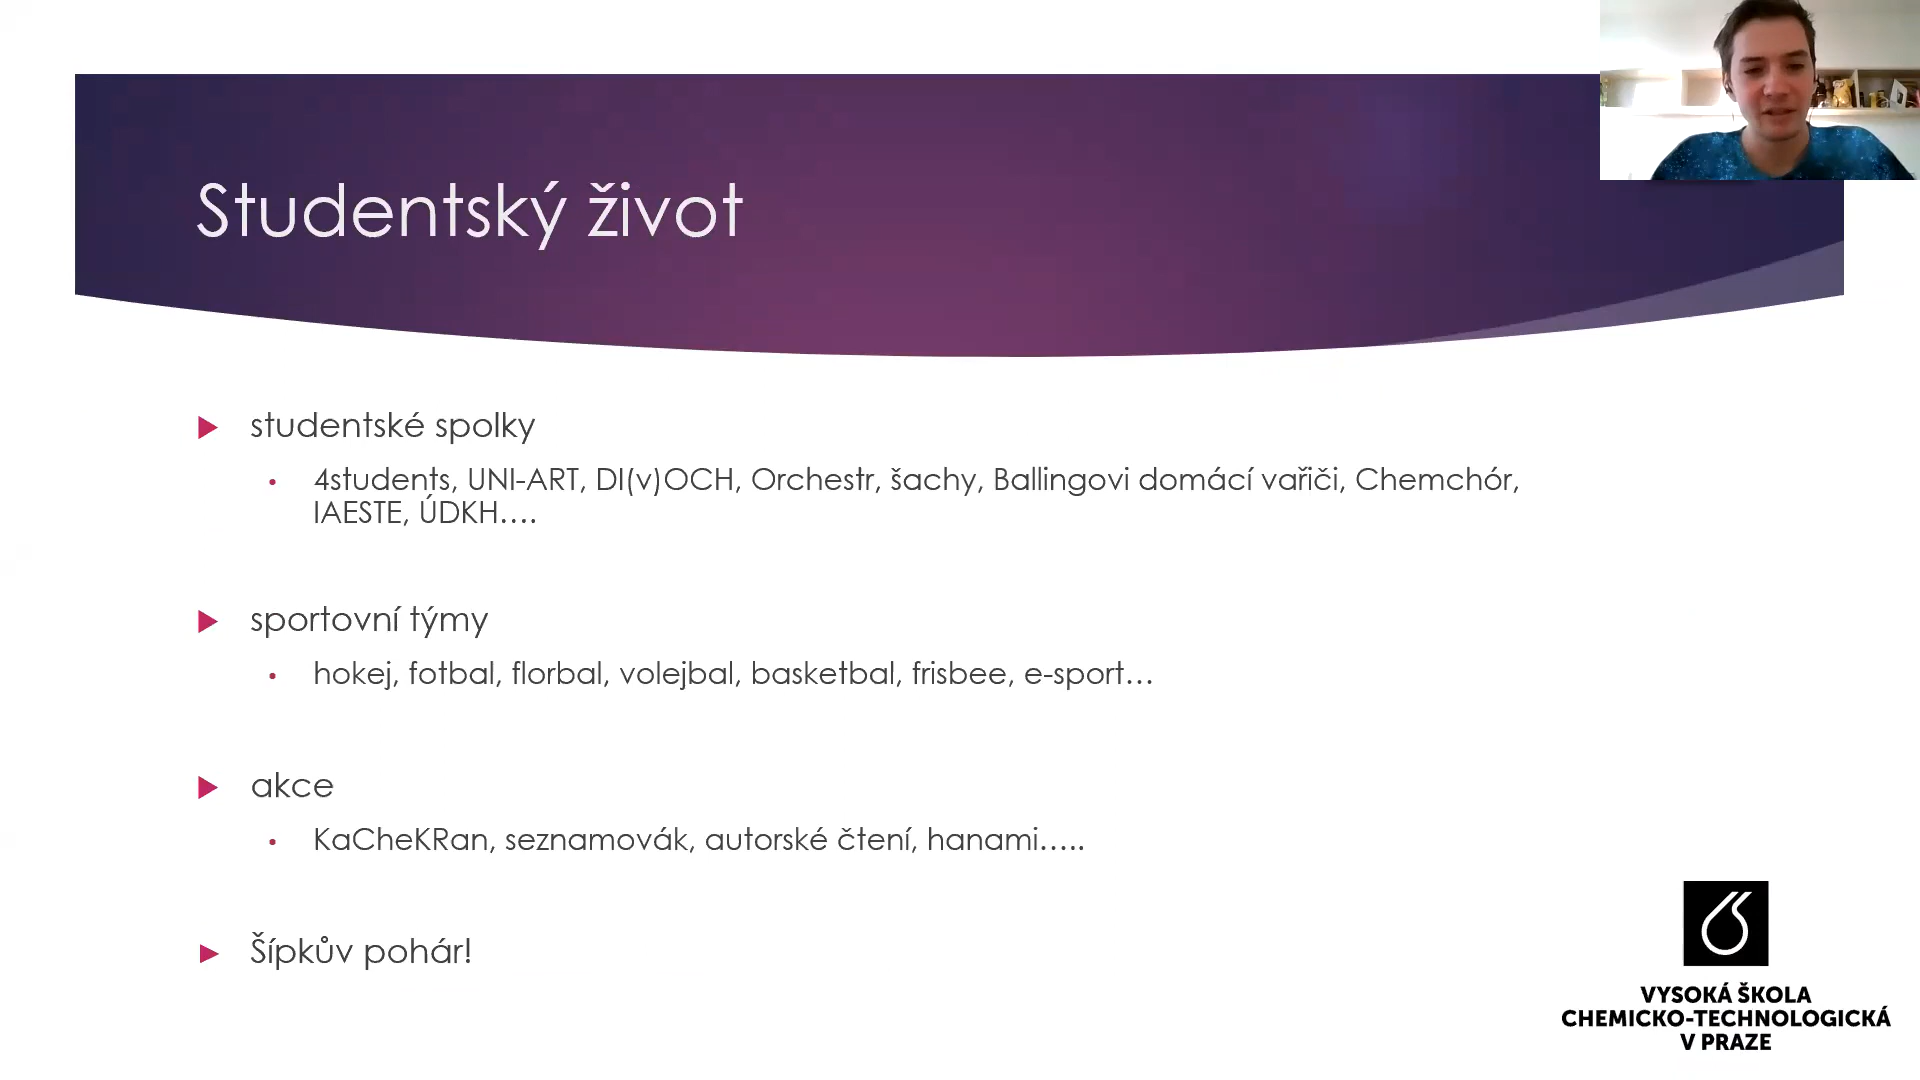 Studentský život
studentské spolky
4students, UNI-ART, DI(v)OCH, Orchestr, šachy, Ballingovi domácí vařiči, Chemchór,
IAESTE, ÚDKH....
sportovní týmy
hokej, fotbal, florbal, volejbal, basketbal, frisbee, e-sport...
akce
KaCheKRan, seznamovák, autorské čtení, hanami.....
Šípkův pohár!
VYSOKÁ ŠKOLA
CHEMICKO-TECHNOLOGICKÁ
V PRAZE